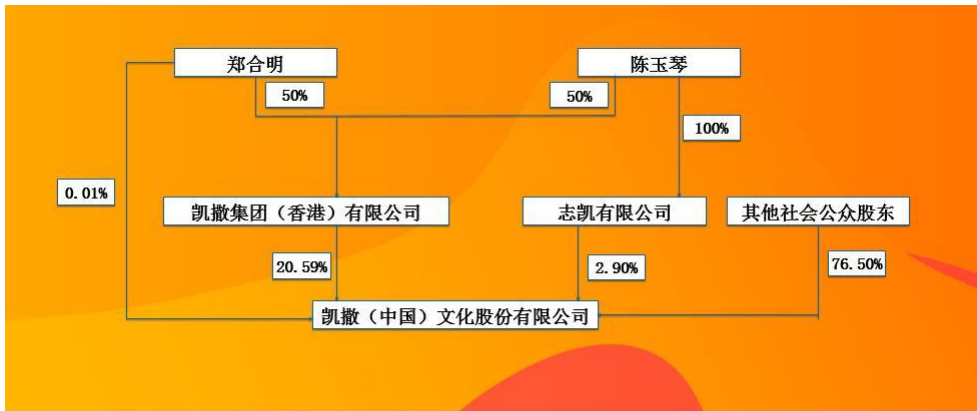 郑合明
陈玉琴
50%
50%
100%
0.01%
凯撒集团（香港）有限公司
志凯有限公司
其他社会公众股东
20.59%
2.90%
76.50%
凯撒（中国）文化股份有限公司